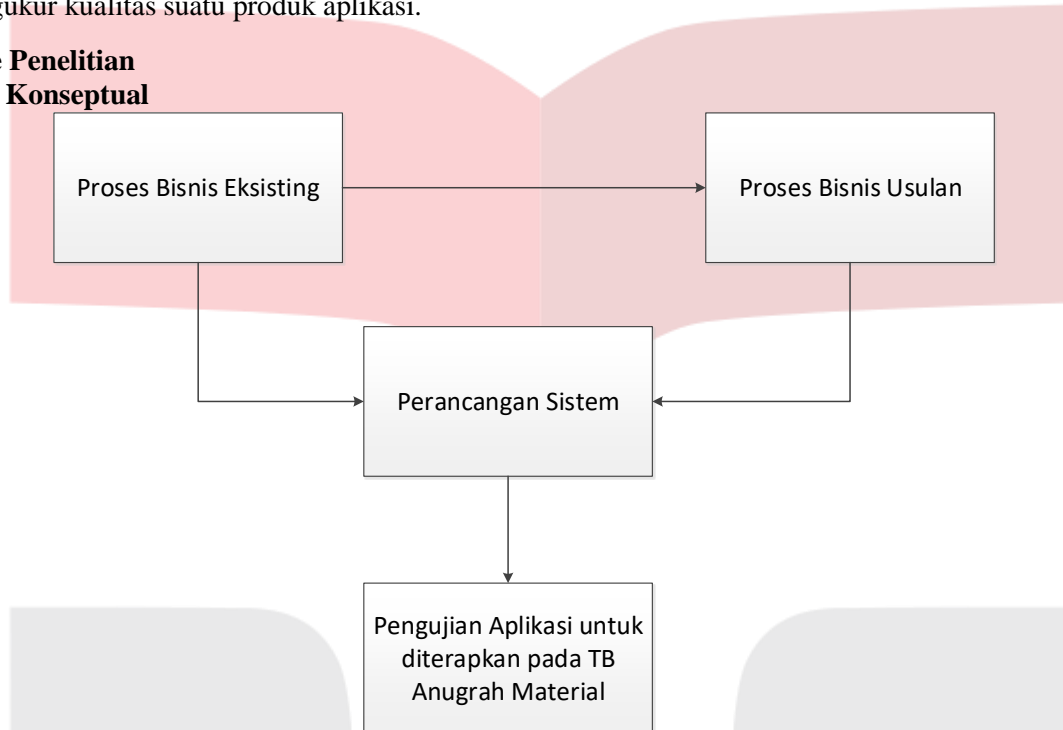 gukur kualitas suatu produk aplikasi.
Penelitian
Konseptual
Proses Bisnis Eksisting
Proses Bisnis Usulan
Perancangan Sistem
Pengujian Aplikasi untuk
diterapkan pada TB
Anugrah Material